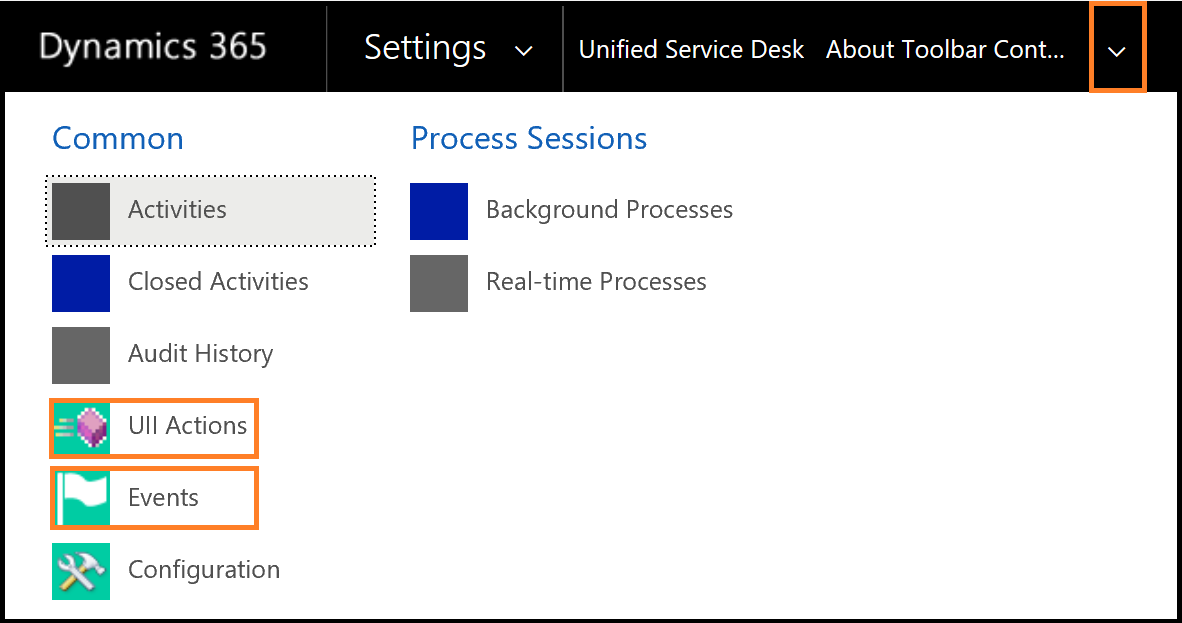 Dynamics 365 Settings Unified Service Desk About Toolbar Cont...
Common
Activities
Closed Activities
Audit History
UII Actions
Events
Configuration
Process Sessions
Background Processes
Real-time Processes